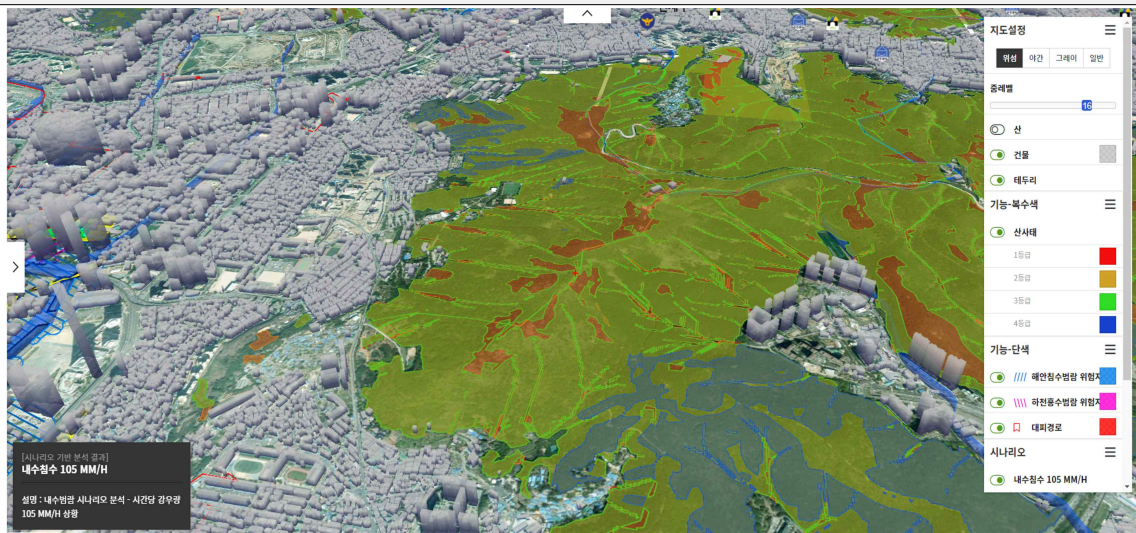 지도설정
위성 야간 그레이 일반
줌레벨
16
산
건물
테두리
기능-복수색
산사태
1등급
2등급
3등급
4등급
기능-단색
해안침수범람 위험지
하천홍수범람 위험지
대피경로
시나리오
내수침수 105 MM/H
[시나리오 기반 분석 결과]
내수침수 105 MM/H
설명 : 내수범람 시나리오 분석 - 시간당 강우량
105 MM/H 상황